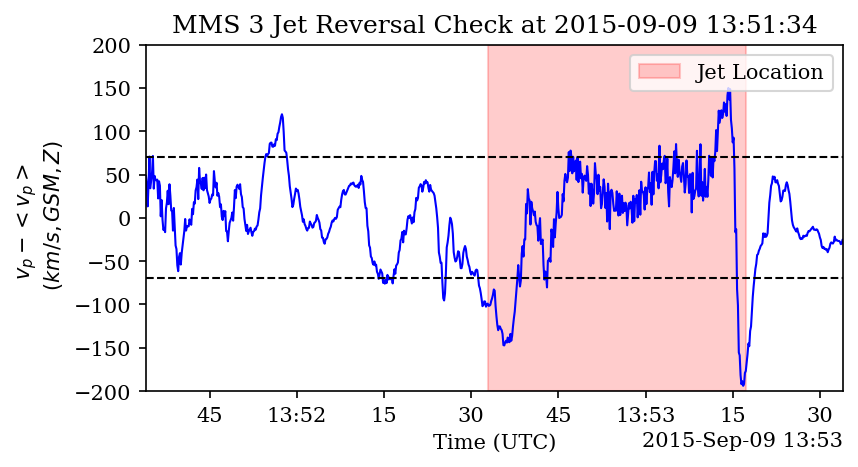 MMS 3 Jet Reversal Check at 2015-09-09 13:51:34
200
150
100
50
0
−50
−100
−150
−200
v_p − < v_p >
(km/s, GSM, Z)
Jet Location
45
13:52
15
30
45
13:53
15
30
Time (UTC)
2015-Sep-09 13:53